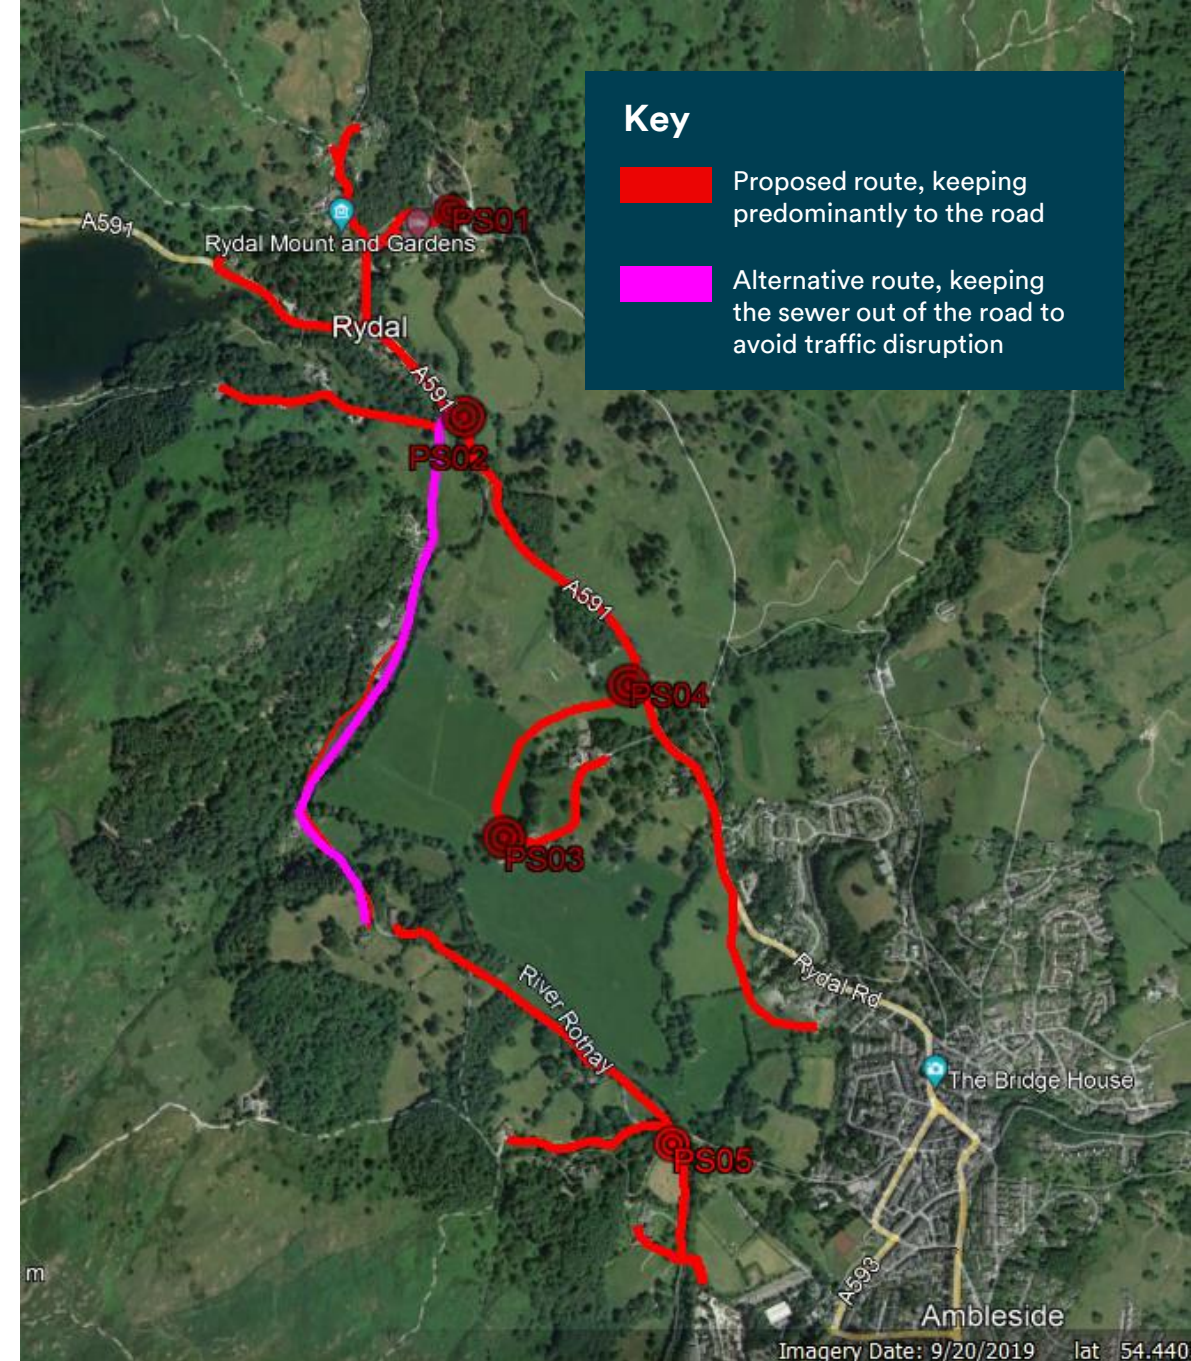 Key
Proposed route, keeping
predominantly to the road
Alternative route, keeping
the sewer out of the road to
avoid traffic disruption
A591
PS01
Rydal Mount and Gardens
Rydal
A591
PS02
A591
PS04
PS03
Rydal Rd
River Rothay
The Bridge House
PS05
m
A593
Ambleside
Imagery Date: 9/20/2019 lat 54.440